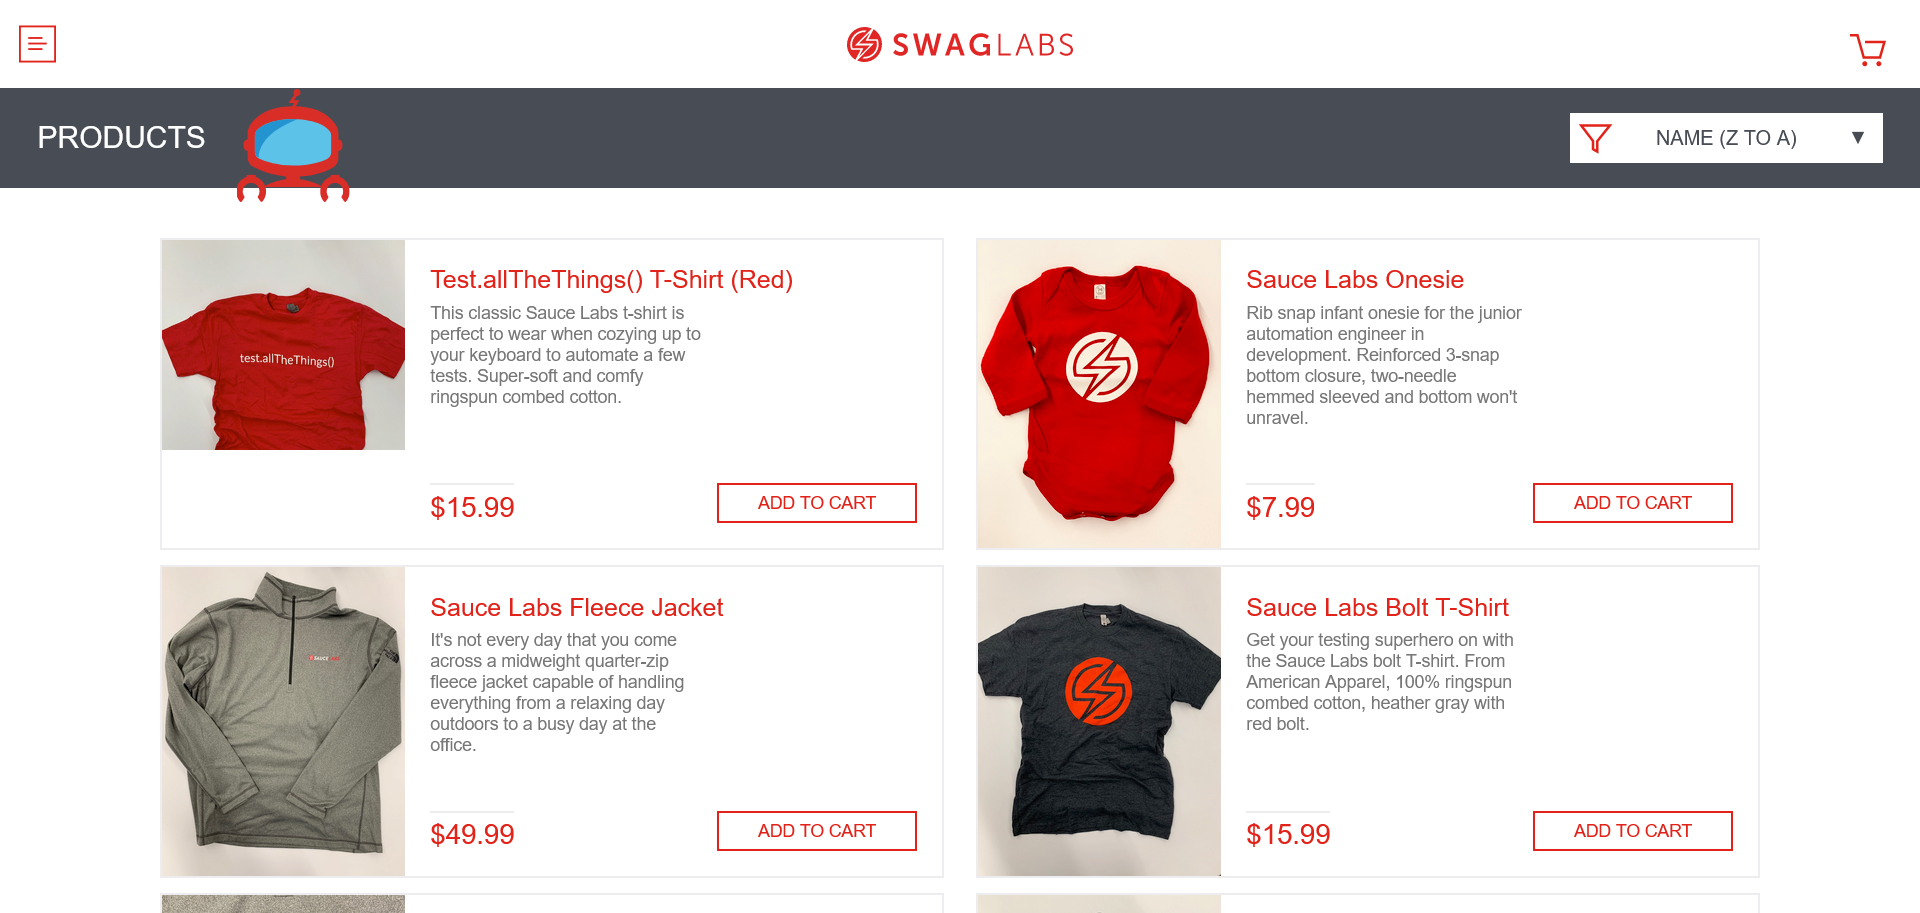 SWAGLABS
PRODUCTS
NAME (Z TO A)
test.allTheThings()
Test.allTheThings() T-Shirt (Red)
This classic Sauce Labs t-shirt is
perfect to wear when cozying up to
your keyboard to automate a few
tests. Super-soft and comfy
ringspun combed cotton.
$15.99
ADD TO CART
Sauce Labs Onesie
Rib snap infant onesie for the junior
automation engineer in
development. Reinforced 3-snap
bottom closure, two-needle
hemmed sleeved and bottom won't
unravel.
$7.99
ADD TO CART
SAUCE
Sauce Labs Fleece Jacket
It's not every day that you come
across a midweight quarter-zip
fleece jacket capable of handling
everything from a relaxing day
outdoors to a busy day at the
office.
$49.99
ADD TO CART
Sauce Labs Bolt T-Shirt
Get your testing superhero on with
the Sauce Labs bolt T-shirt. From
American Apparel, 100% ringspun
combed cotton, heather gray with
red bolt.
$15.99
ADD TO CART